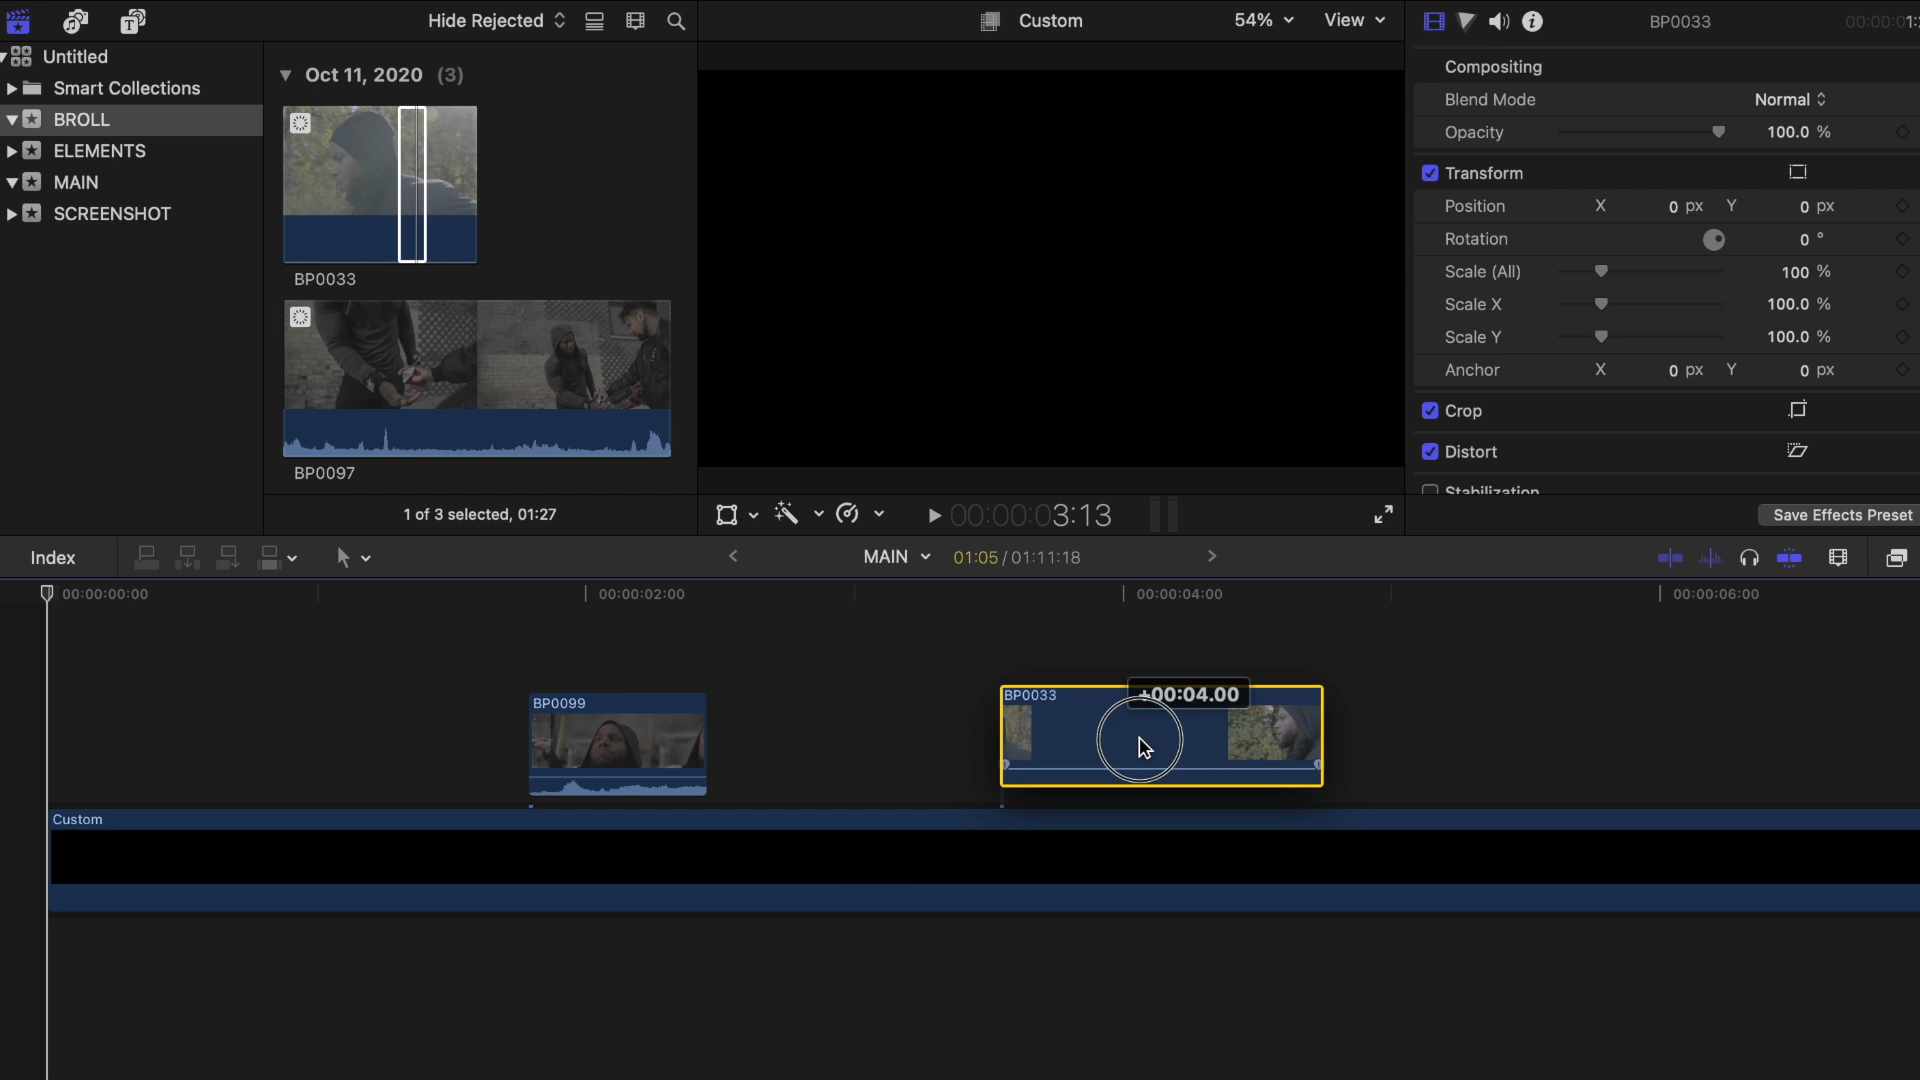 Hide Rejected
Custom
54%
View
BP0033
Untitled
Smart Collections
BROLL
ELEMENTS
MAIN
SCREENSHOT
Oct 11, 2020 (3)
BP0033
BP0097
1 of 3 selected, 01:27
00:00:03:13
Compositing
Blend Mode Normal
Opacity 100.0 %
Transform
Position X 0 px Y 0 px
Rotation 0 °
Scale (All) 100 %
Scale X 100.0 %
Scale Y 100.0 %
Anchor X 0 px Y 0 px
Crop
Distort
Stabilization
Save Effects Preset
Index
MAIN 01:05 / 01:11:18
00:00:00:00
00:00:02:00
00:00:04:00
00:00:06:00
BP0099
BP0033
+00:04.00
Custom